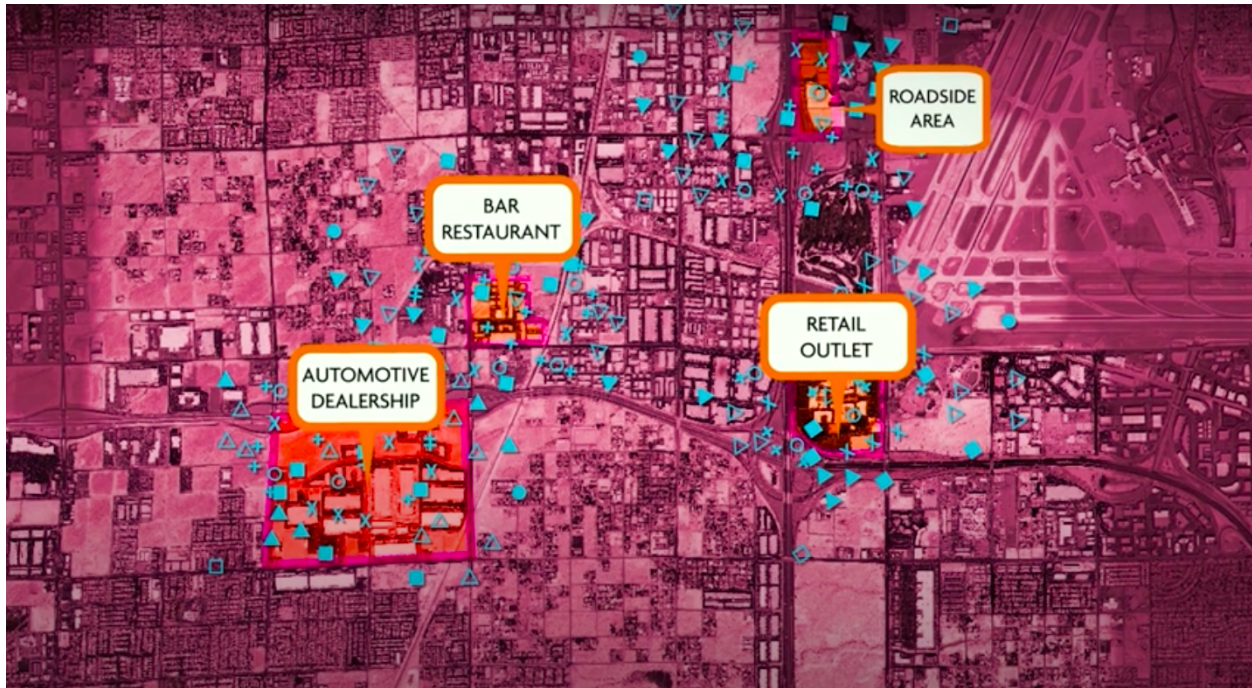 ROADSIDE
AREA
BAR
RESTAURANT
RETAIL
OUTLET
AUTOMOTIVE
DEALERSHIP